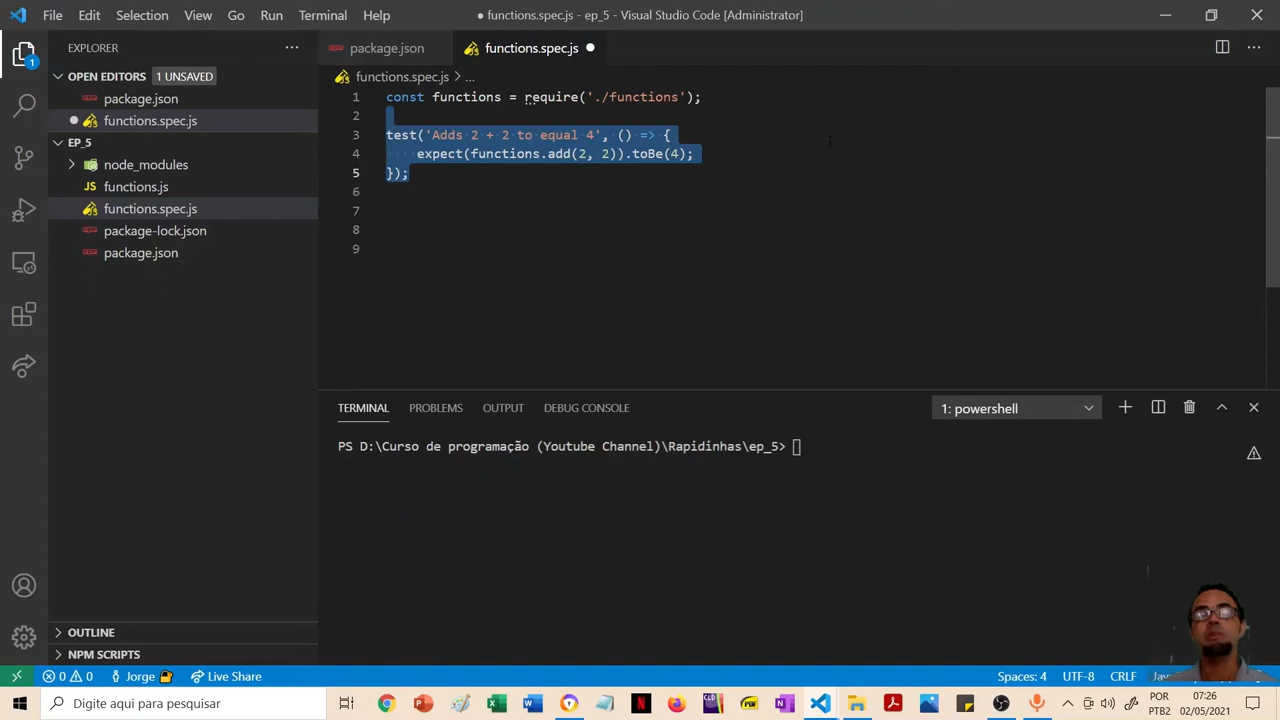 File Edit Selection View Go Run Terminal Help
● functions.spec.js - ep_5 - Visual Studio Code [Administrator]
EXPLORER
package.json
functions.spec.js
OPEN EDITORS 1 UNSAVED
functions.spec.js > ...
package.json
functions.spec.js
EP_5
node_modules
functions.js
functions.spec.js
package-lock.json
package.json
1 const functions = require('./functions');
2
3 test('Adds 2 + 2 to equal 4', () => {
4 expect(functions.add(2, 2)).toBe(4);
5 });
6
7
8
9
TERMINAL PROBLEMS OUTPUT DEBUG CONSOLE
1: powershell
PS D:\Curso de programação (Youtube Channel)\Rapidinhas\ep_5>
OUTLINE
NPM SCRIPTS
0 0 Jorge Live Share
Spaces: 4 UTF-8 CRLF
Digite aqui para pesquisar
POR
PTB2
07:26
02/05/2021